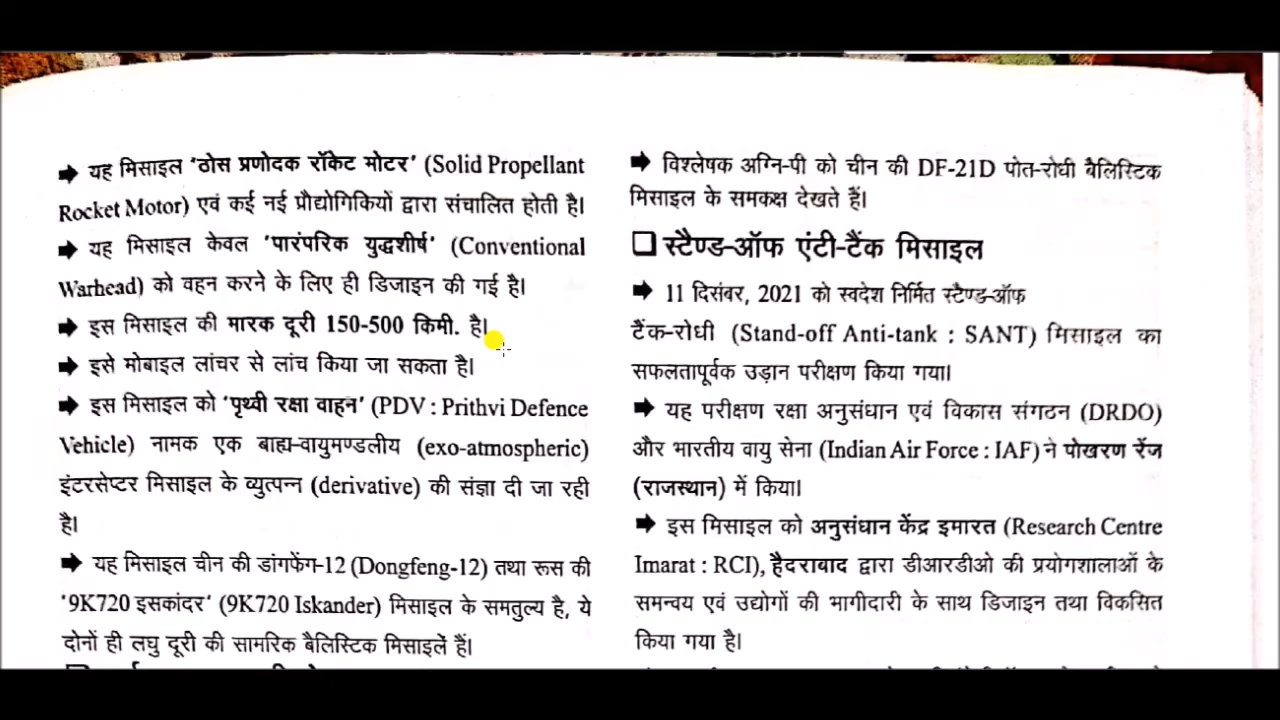 ➡ यह मिसाइल 'ठोस प्रणोदक रॉकेट मोटर' (Solid Propellant
Rocket Motor) एवं कई नई प्रौद्योगिकियों द्वारा संचालित होती है।
➡ यह मिसाइल केवल 'पारंपरिक युद्धशीर्ष' (Conventional
Warhead) को वहन करने के लिए ही डिजाइन की गई है।
➡ इस मिसाइल की मारक दूरी 150-500 किमी. है।
➡ इसे मोबाइल लांचर से लांच किया जा सकता है।
➡ इस मिसाइल को 'पृथ्वी रक्षा वाहन' (PDV : Prithvi Defence
Vehicle) नामक एक बाह्य-वायुमण्डलीय (exo-atmospheric)
इंटरसेप्टर मिसाइल के व्युत्पन्न (derivative) की संज्ञा दी जा रही
है।
➡ यह मिसाइल चीन की डांगफेंग-12 (Dongfeng-12) तथा रूस की
'9K720 इसकांदर' (9K720 Iskander) मिसाइल के समतुल्य है, ये
दोनों ही लघु दूरी की सामरिक बैलिस्टिक मिसाइलें हैं।
➡ विश्लेषक अग्नि-पी को चीन की DF-21D पोत-रोधी बैलिस्टिक
मिसाइल के समकक्ष देखते हैं।
❑ स्टैण्ड-ऑफ एंटी-टैंक मिसाइल
➡ 11 दिसंबर, 2021 को स्वदेश निर्मित स्टैण्ड-ऑफ
टैंक-रोधी (Stand-off Anti-tank : SANT) मिसाइल का
सफलतापूर्वक उड़ान परीक्षण किया गया।
➡ यह परीक्षण रक्षा अनुसंधान एवं विकास संगठन (DRDO)
और भारतीय वायु सेना (Indian Air Force : IAF) ने पोखरण रेंज
(राजस्थान) में किया।
➡ इस मिसाइल को अनुसंधान केंद्र इमारत (Research Centre
Imarat : RCI), हैदराबाद द्वारा डीआरडीओ की प्रयोगशालाओं के
समन्वय एवं उद्योगों की भागीदारी के साथ डिजाइन तथा विकसित
किया गया है।